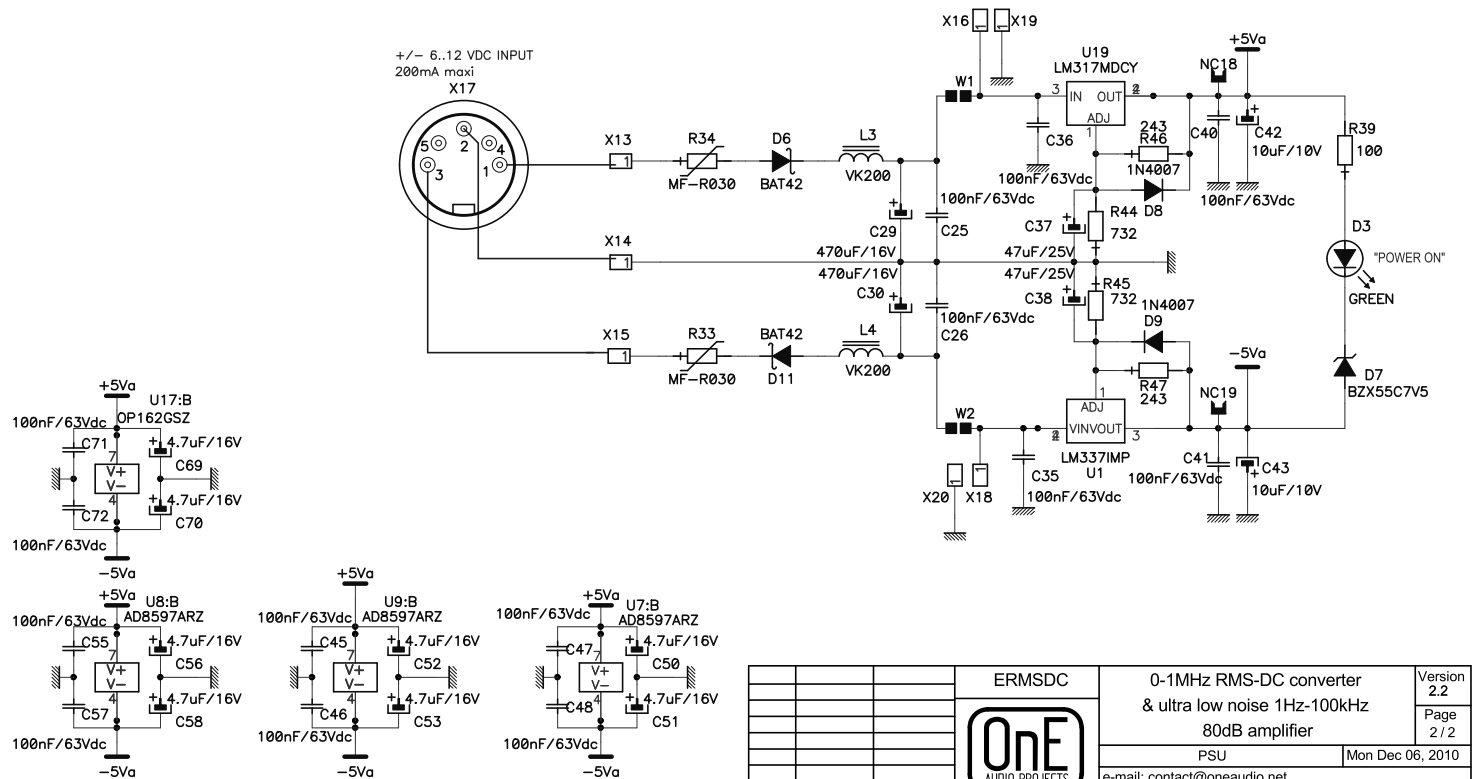 +/- 6..12 VDC INPUT
200mA maxi
X17
5
2
4
3
1
X13
1
R34
+
MF-R030
D6
BAT42
L3
VK200
X14
1
X15
1
R33
+
MF-R030
BAT42
D11
L4
VK200
+
C29
470uF/16V
470uF/16V
C30
+
100nF/63Vdc
C25
100nF/63Vdc
C26
X16
1
X19
1
W1
W2
U19
LM317MDCY
3
IN OUT
ADJ
1
C36
100nF/63Vdc
243
R46
+
1N4007
D8
C37
+
47uF/25V
R44
732
+
47uF/25V
C38
+
+
R45
732
1N4007
D9
+
R47
243
1
ADJ
VINVOUT
3
LM337IMP
U1
X20
1
X18
1
C35
100nF/63Vdc
NC18
+5Va
C40
100nF/63Vdc
+
C42
10uF/10V
R39
100
+
D3
"POWER ON"
GREEN
D7
BZX55C7V5
-5Va
NC19
C41
100nF/63Vdc
+
C43
10uF/10V
+5Va
U17:B
OP162GSZ
100nF/63Vdc
C71
7
V+
V-
4
+ 4.7uF/16V
C69
+ 4.7uF/16V
C70
C72
100nF/63Vdc
-5Va
+5Va
U8:B
AD8597ARZ
100nF/63Vdc
C55
7
V+
V-
4
+ 4.7uF/16V
C56
+ 4.7uF/16V
C58
C57
100nF/63Vdc
-5Va
+5Va
U9:B
AD8597ARZ
100nF/63Vdc
C45
7
V+
V-
4
+ 4.7uF/16V
C52
+ 4.7uF/16V
C53
C46
100nF/63Vdc
-5Va
+5Va
U7:B
AD8597ARZ
100nF/63Vdc
C47
7
V+
V-
4
+ 4.7uF/16V
C50
+ 4.7uF/16V
C51
C48
100nF/63Vdc
-5Va
ERMSDC
OnE
AUDIO PROJECTS
0-1MHz RMS-DC converter
& ultra low noise 1Hz-100kHz
80dB amplifier
Version
2.2
Page
2 / 2
PSU
Mon Dec 06, 2010
e-mail: contact@oneaudio.net